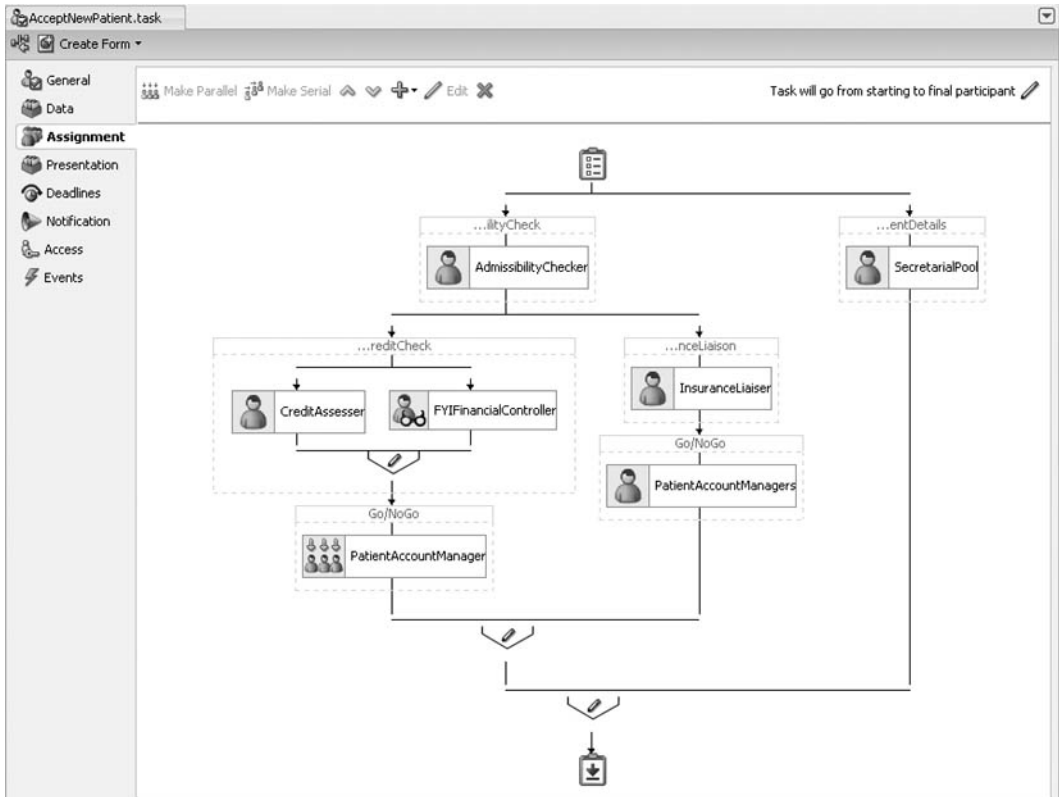 AcceptNewPatient.task
Create Form
General
Data
Assignment
Presentation
Deadlines
Notification
Access
Events
Make Parallel Make Serial Edit
Task will go from starting to final participant
...ilityCheck
AdmissibilityChecker
...entDetails
SecretarialPool
...reditCheck
CreditAssesser
FYIFinancialController
...nceLiaison
InsuranceLiaiser
Go/NoGo
PatientAccountManagers
Go/NoGo
PatientAccountManager